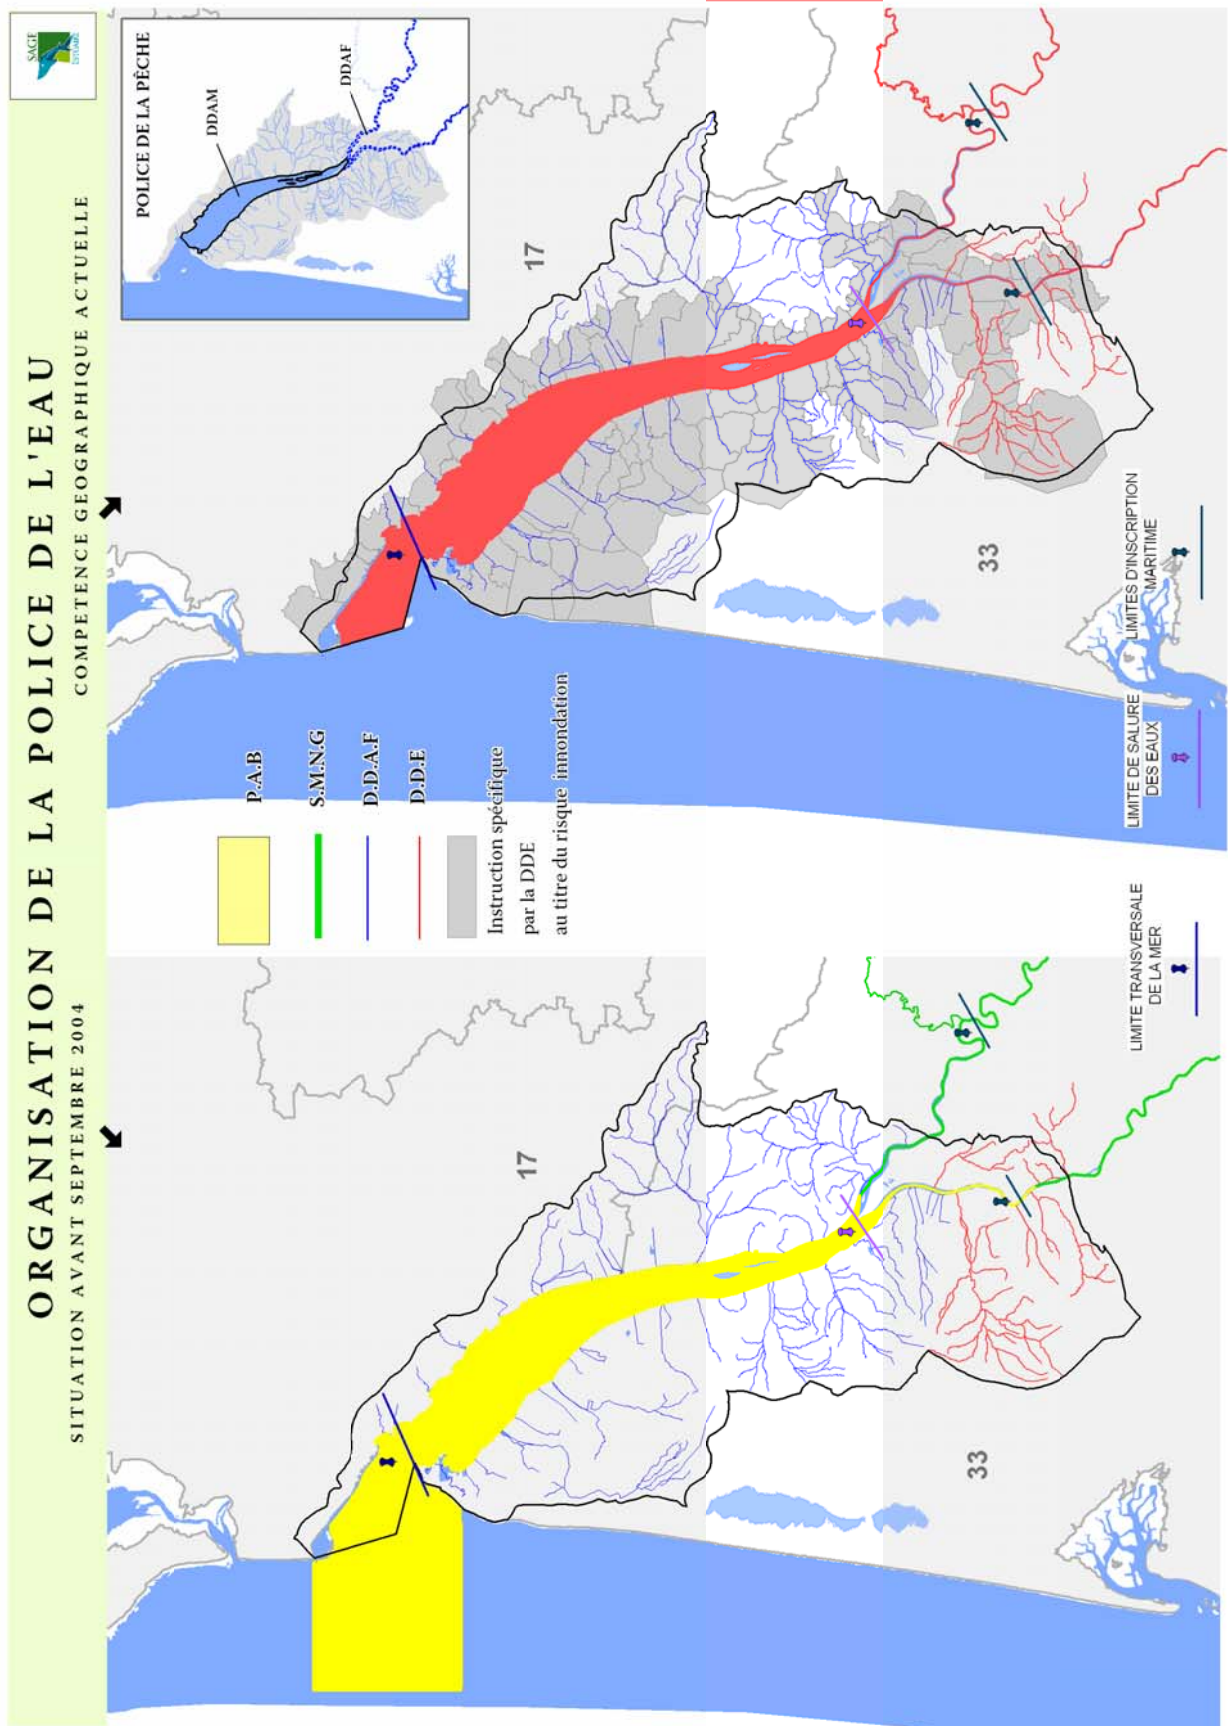 ORGANISATION DE LA POLICE DE L'EAU
SITUATION AVANT SEPTEMBRE 2004
COMPETENCE GEOGRAPHIQUE ACTUELLE
SAGE
ESTUAIRE
POLICE DE LA PÊCHE
DDAM
DDAF
17
33
P.A.B
S.M.N.G
D.D.A.F
D.D.E
Instruction spécifique
par la DDE
au titre du risque innondation
17
33
LIMITE TRANSVERSALE
DE LA MER
LIMITE DE SALURE
DES EAUX
LIMITES D'INSCRIPTION
MARITIME